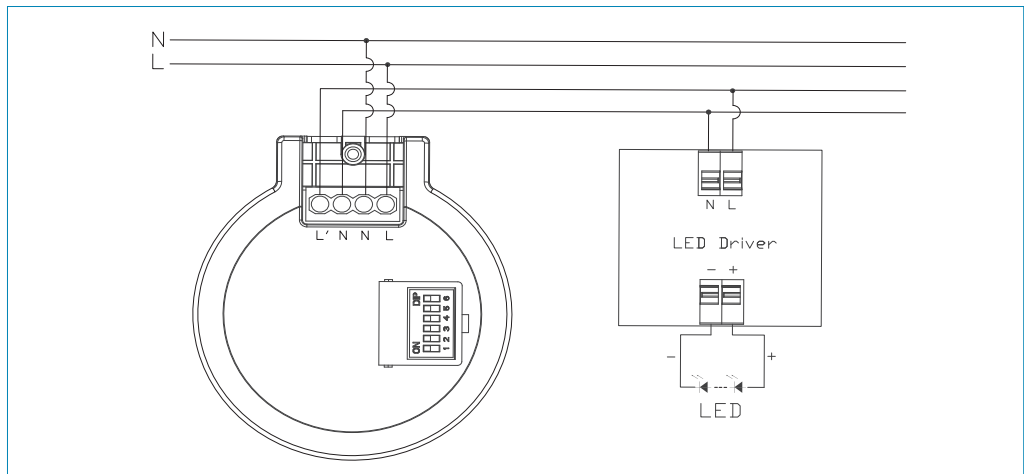 N
L
L' N N L
ON DIP
1 2 3 4 5 6
N L
LED Driver
- +
- +
LED